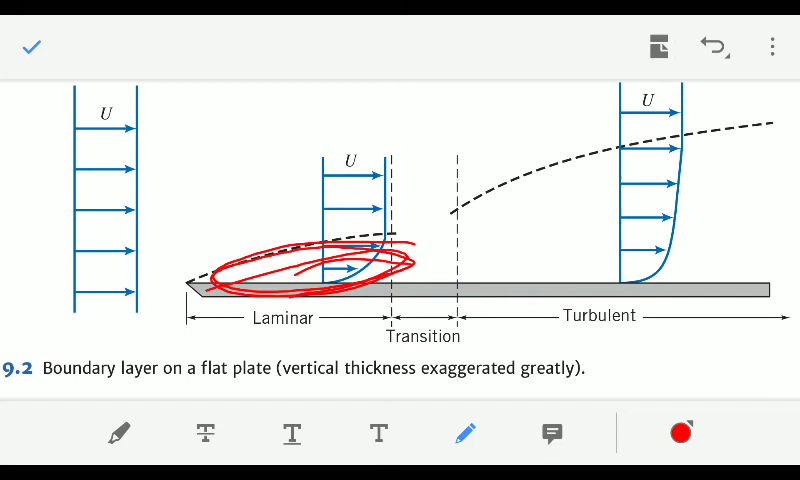 U
U
U
Laminar
Transition
Turbulent
9.2 Boundary layer on a flat plate (vertical thickness exaggerated greatly).
T
T
T